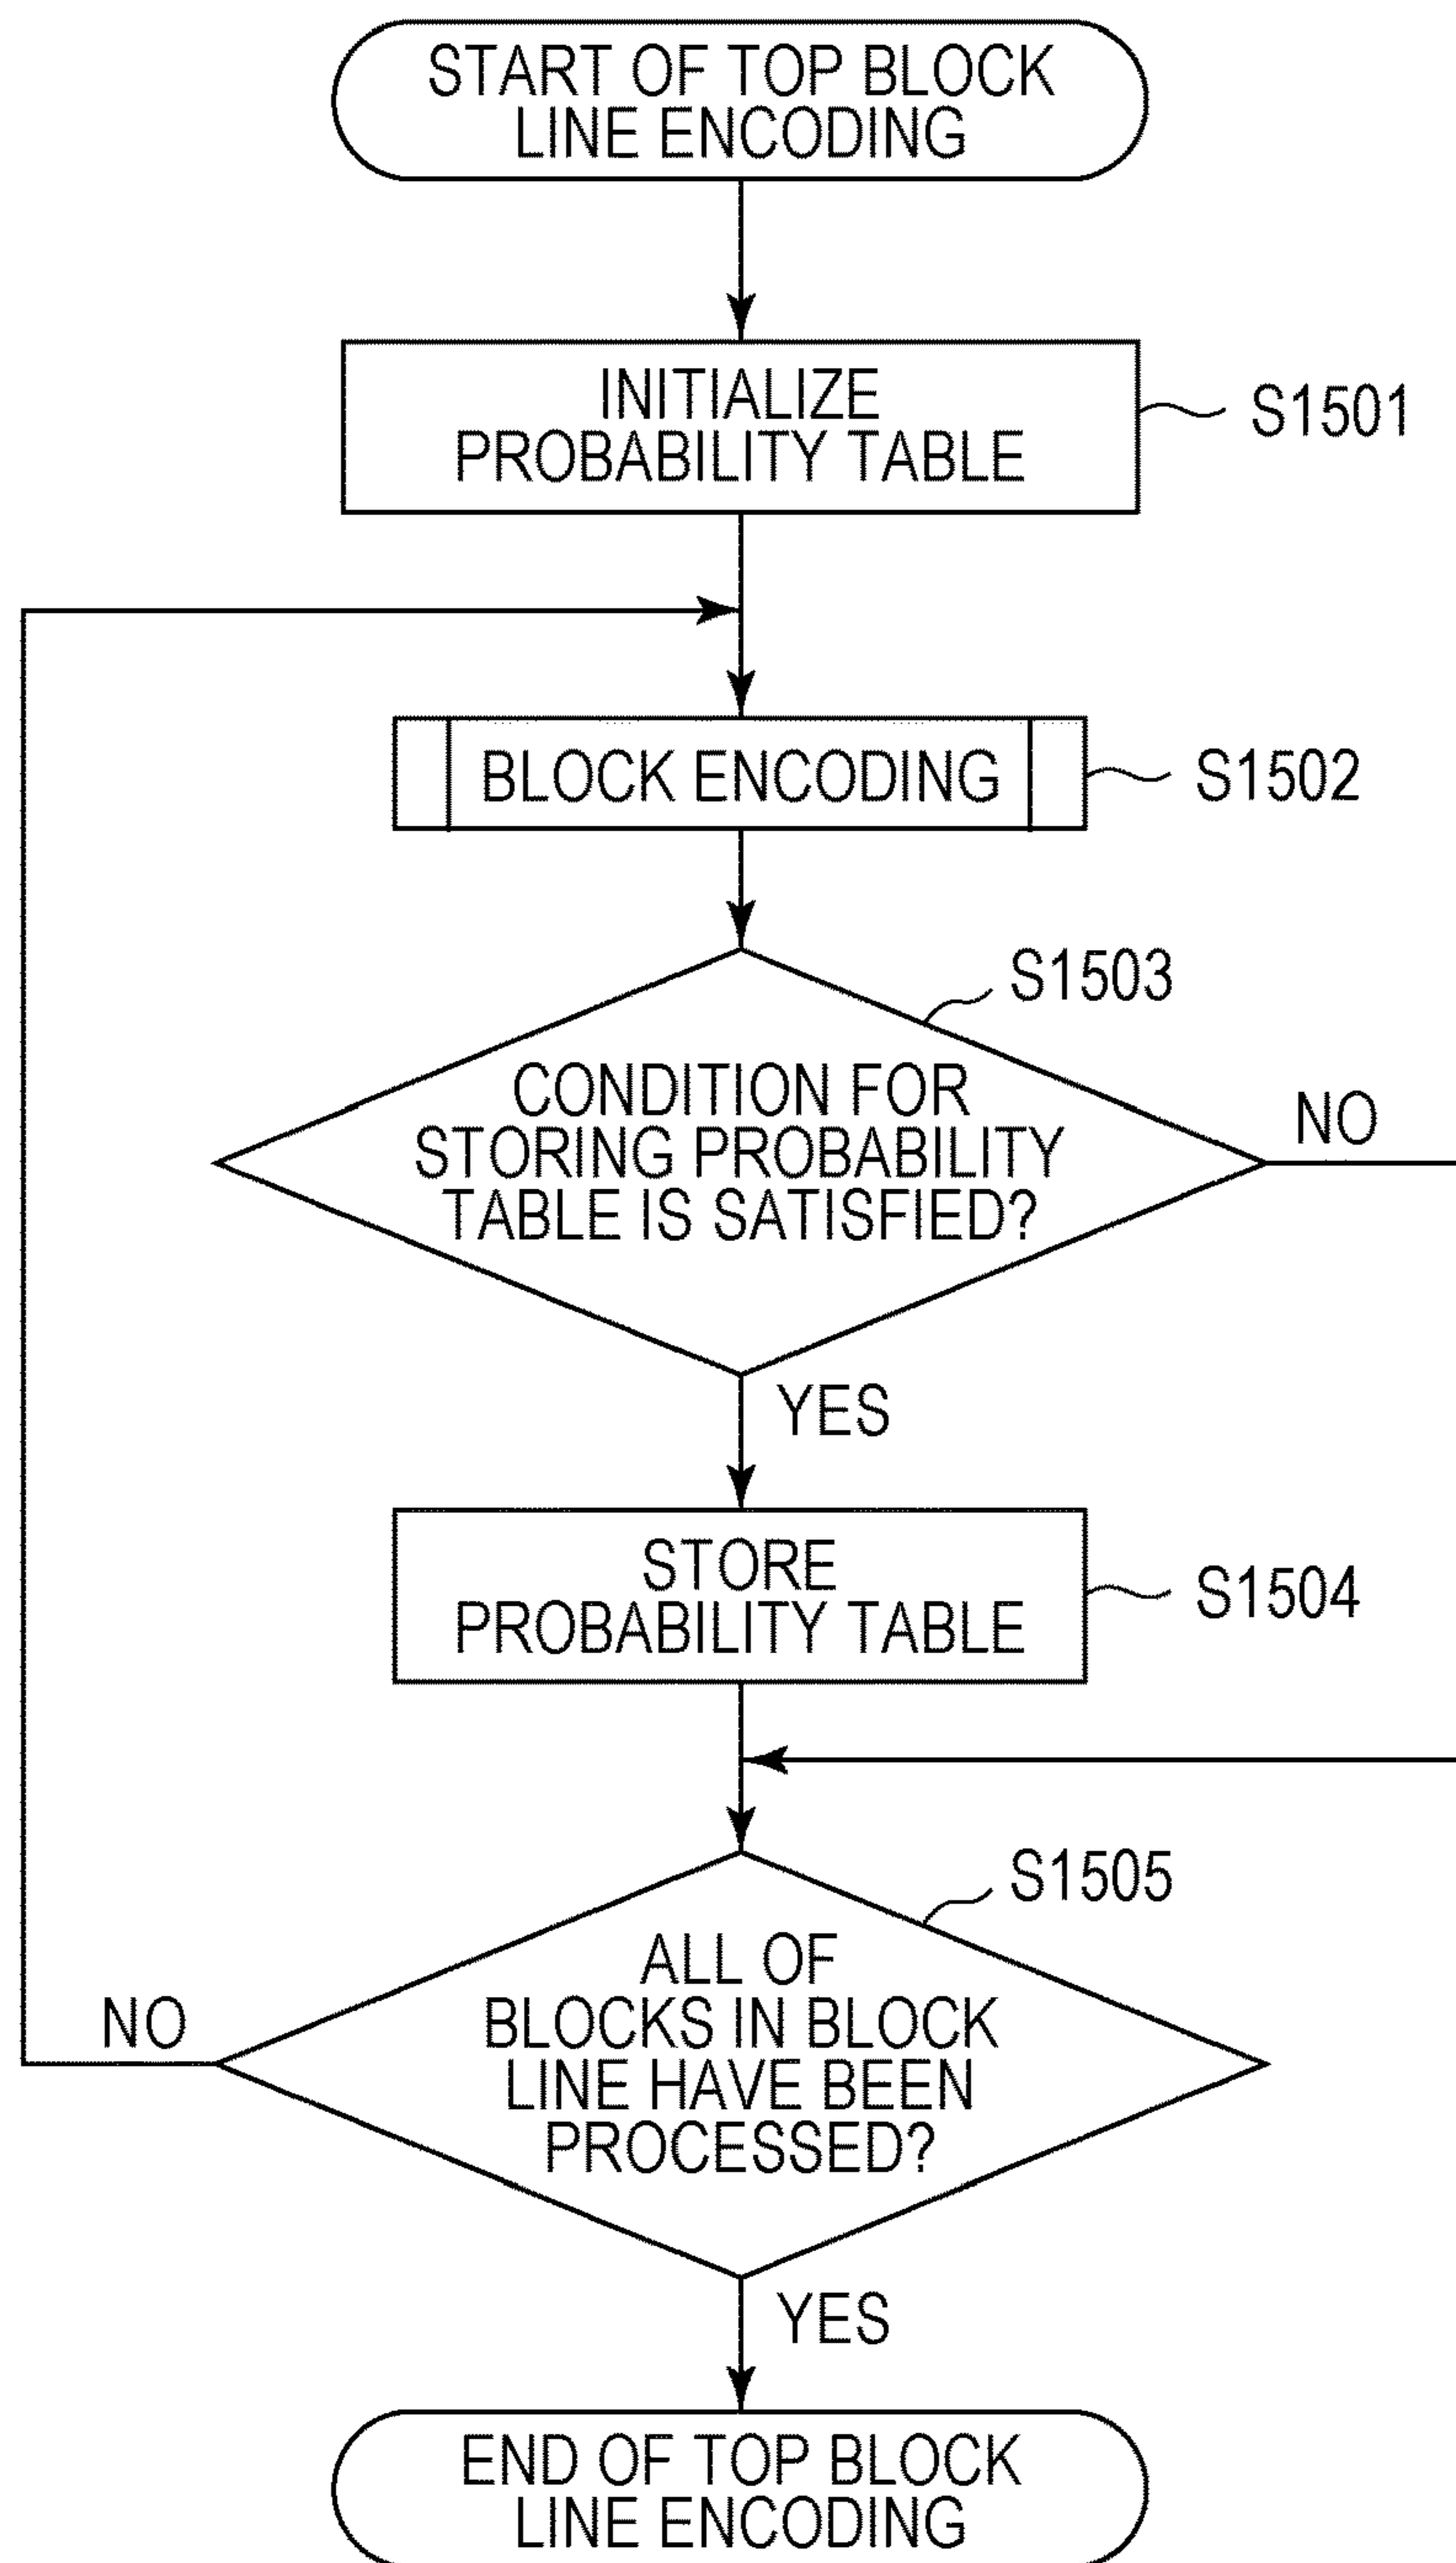 START OF TOP BLOCK
LINE ENCODING
INITIALIZE
PROBABILITY TABLE
S1501
BLOCK ENCODING
S1502
S1503
CONDITION FOR
STORING PROBABILITY
TABLE IS SATISFIED?
NO
YES
STORE
PROBABILITY TABLE
S1504
S1505
ALL OF
BLOCKS IN BLOCK
LINE HAVE BEEN
PROCESSED?
NO
YES
END OF TOP BLOCK
LINE ENCODING